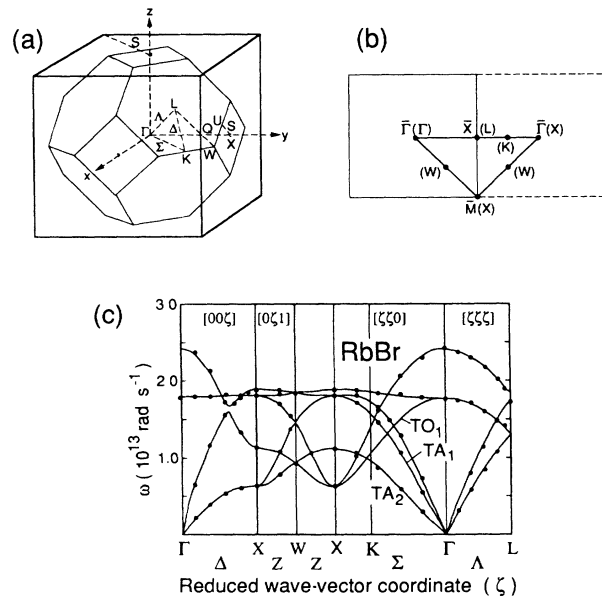 (a)
z
S
L
Λ
Δ
U
Q
S
Γ
y
X
Σ
W
K
x
(b)
Γ̄(Γ) X̄ (L) Γ̄(X)
(K)
(W) (W)
M̄(X)
(c)
3 0
[00ζ] [0ζ1] [ζζ0] [ζζζ]
RbBr
2 0
TO₁
TA₁
1.0
TA₂
ω (10¹³ rad s⁻¹)
Γ X W X K Γ L
Δ Z Z Σ Λ
Reduced wave-vector coordinate (ζ)